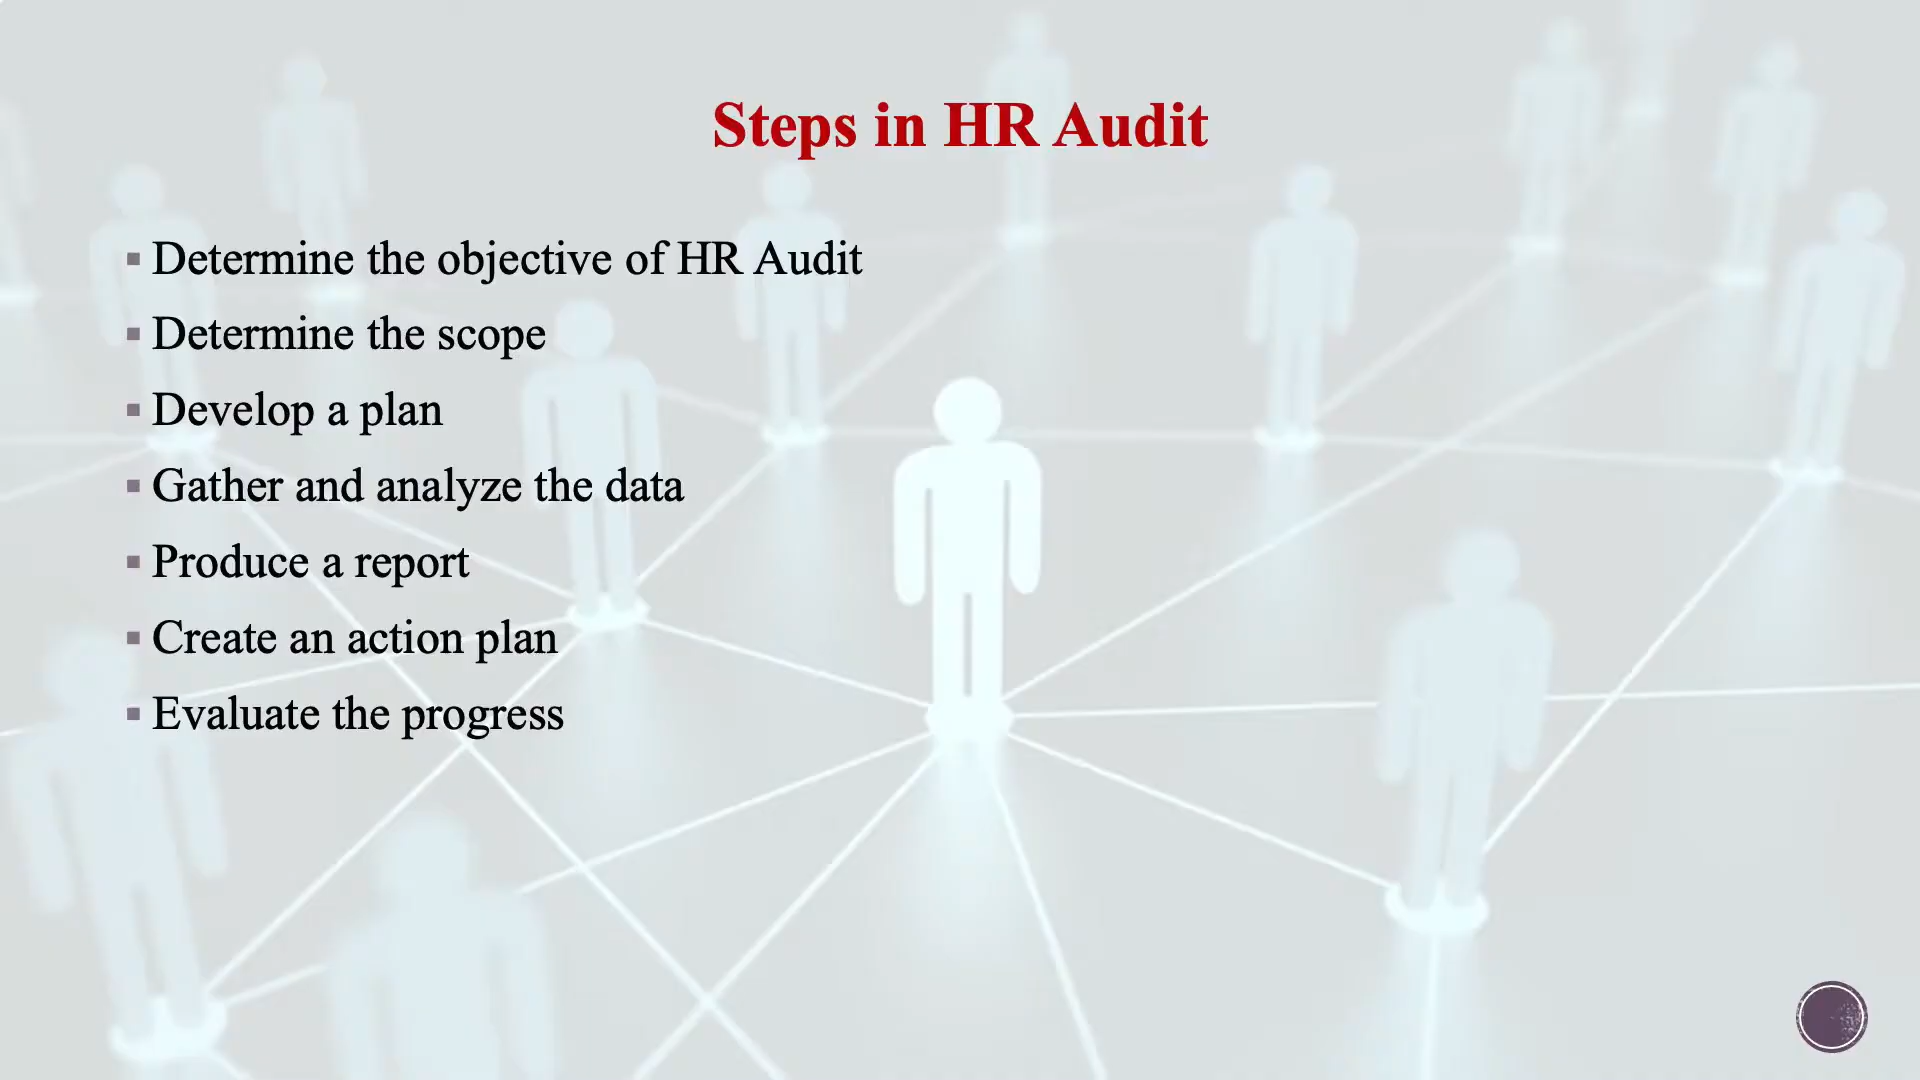 Steps in HR Audit
▪ Determine the objective of HR Audit
▪ Determine the scope
▪ Develop a plan
▪ Gather and analyze the data
▪ Produce a report
▪ Create an action plan
▪ Evaluate the progress